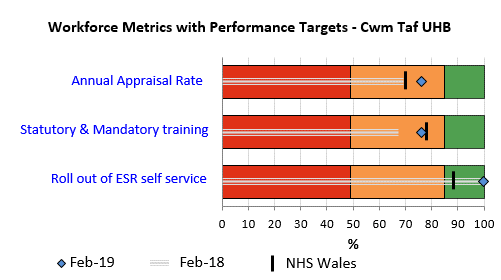 Workforce Metrics with Performance Targets - Cwm Taf UHB
Annual Appraisal Rate
Statutory & Mandatory training
Roll out of ESR self service
0 10 20 30 40 50 60 70 80 90 100
%
Feb-19 Feb-18 NHS Wales